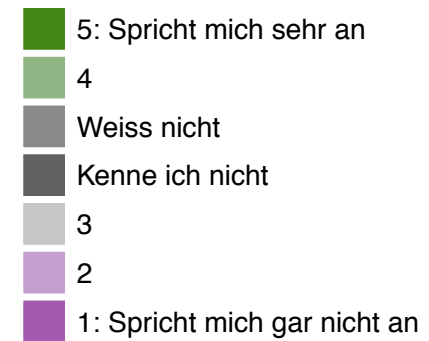 5: Spricht mich sehr an
4
Weiss nicht
Kenne ich nicht
3
2
1: Spricht mich gar nicht an